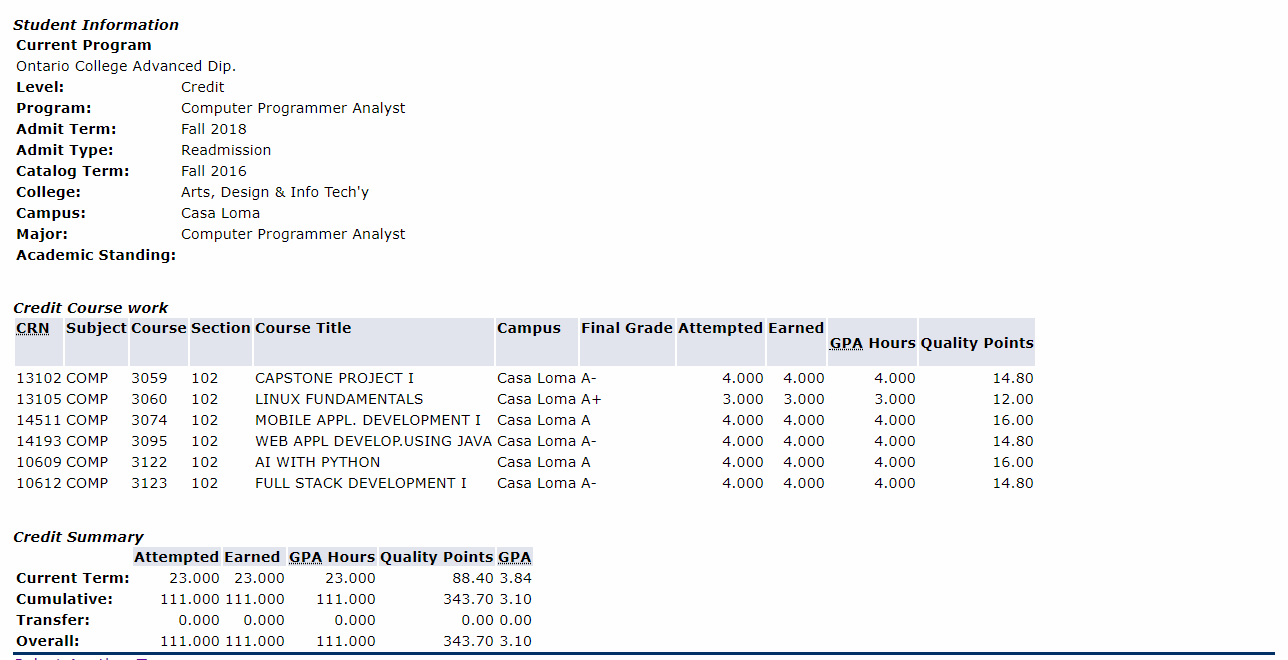 Student Information
Current Program
Ontario College Advanced Dip.
Level: Credit
Program: Computer Programmer Analyst
Admit Term: Fall 2018
Admit Type: Readmission
Catalog Term: Fall 2016
College: Arts, Design & Info Tech'y
Campus: Casa Loma
Major: Computer Programmer Analyst
Academic Standing:
Credit Course work
CRN Subject Course Section Course Title Campus Final Grade Attempted Earned GPA Hours Quality Points
13102 COMP 3059 102 CAPSTONE PROJECT I Casa Loma A- 4.000 4.000 4.000 14.80
13105 COMP 3060 102 LINUX FUNDAMENTALS Casa Loma A+ 3.000 3.000 3.000 12.00
14511 COMP 3074 102 MOBILE APPL. DEVELOPMENT I Casa Loma A 4.000 4.000 4.000 16.00
14193 COMP 3095 102 WEB APPL DEVELOP.USING JAVA Casa Loma A- 4.000 4.000 4.000 14.80
10609 COMP 3122 102 AI WITH PYTHON Casa Loma A 4.000 4.000 4.000 16.00
10612 COMP 3123 102 FULL STACK DEVELOPMENT I Casa Loma A- 4.000 4.000 4.000 14.80
Credit Summary
Attempted Earned GPA Hours Quality Points GPA
Current Term: 23.000 23.000 23.000 88.40 3.84
Cumulative: 111.000 111.000 111.000 343.70 3.10
Transfer: 0.000 0.000 0.000 0.00 0.00
Overall: 111.000 111.000 111.000 343.70 3.10